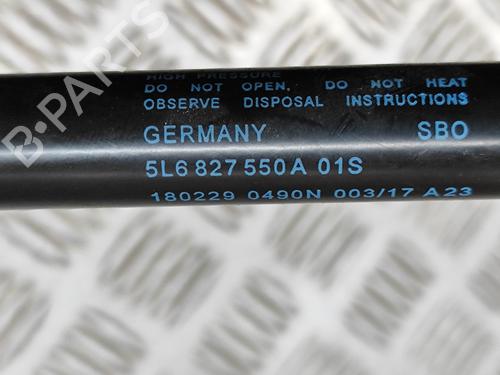 HIGH PRESSURE
DO NOT OPEN, DO NOT HEAT
OBSERVE DISPOSAL INSTRUCTIONS
GERMANY SBO
5L6 827 550A 01S
180229 0490N 003/17 A23
B-PARTS